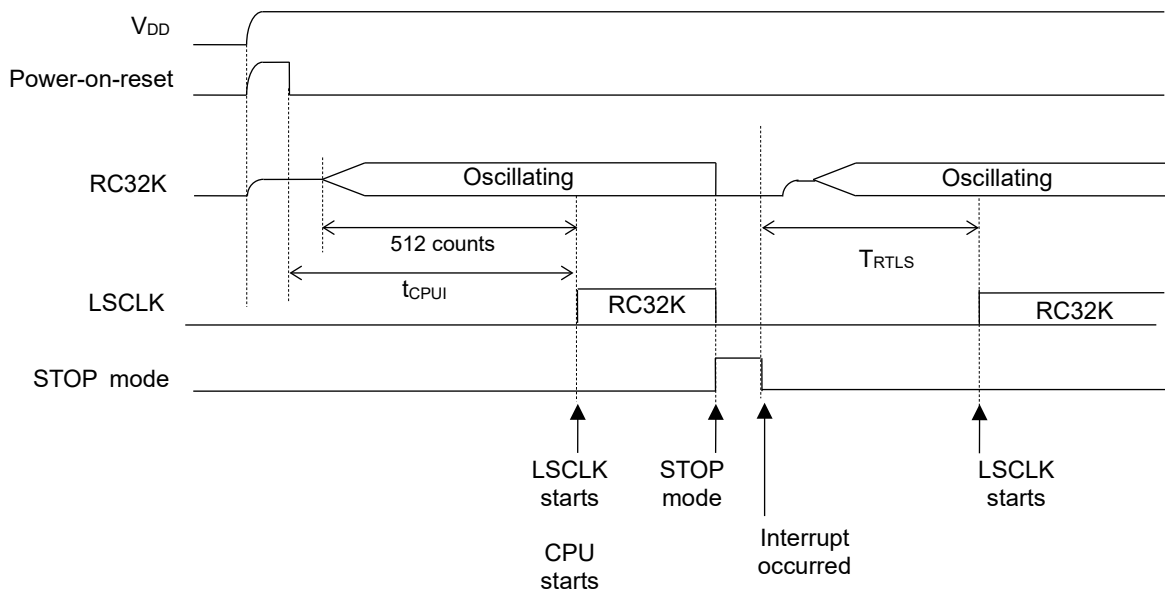 VDD
Power-on-reset
RC32K
Oscillating
Oscillating
512 counts
TRTLS
tCPUI
LSCLK
RC32K
RC32K
STOP mode
LSCLK
starts
STOP
mode
LSCLK
starts
Interrupt
occurred
CPU
starts